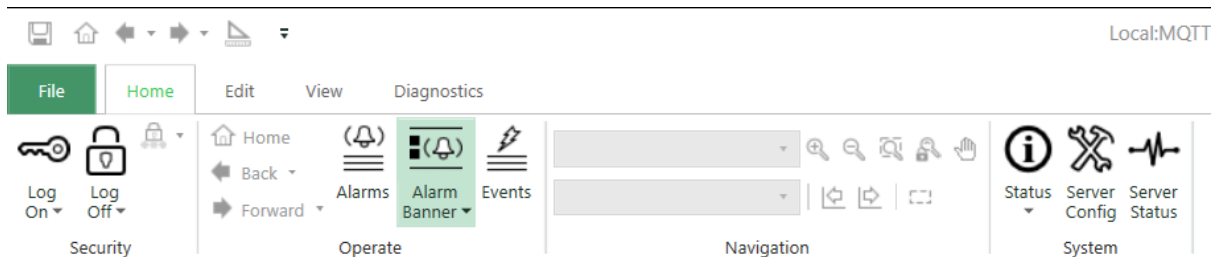 Local:MQTT
File Home Edit View Diagnostics
Log On
Log Off
Home
Back
Forward
Alarms
Alarm Banner
Events
Status
Server Config
Server Status
Security Operate Navigation System